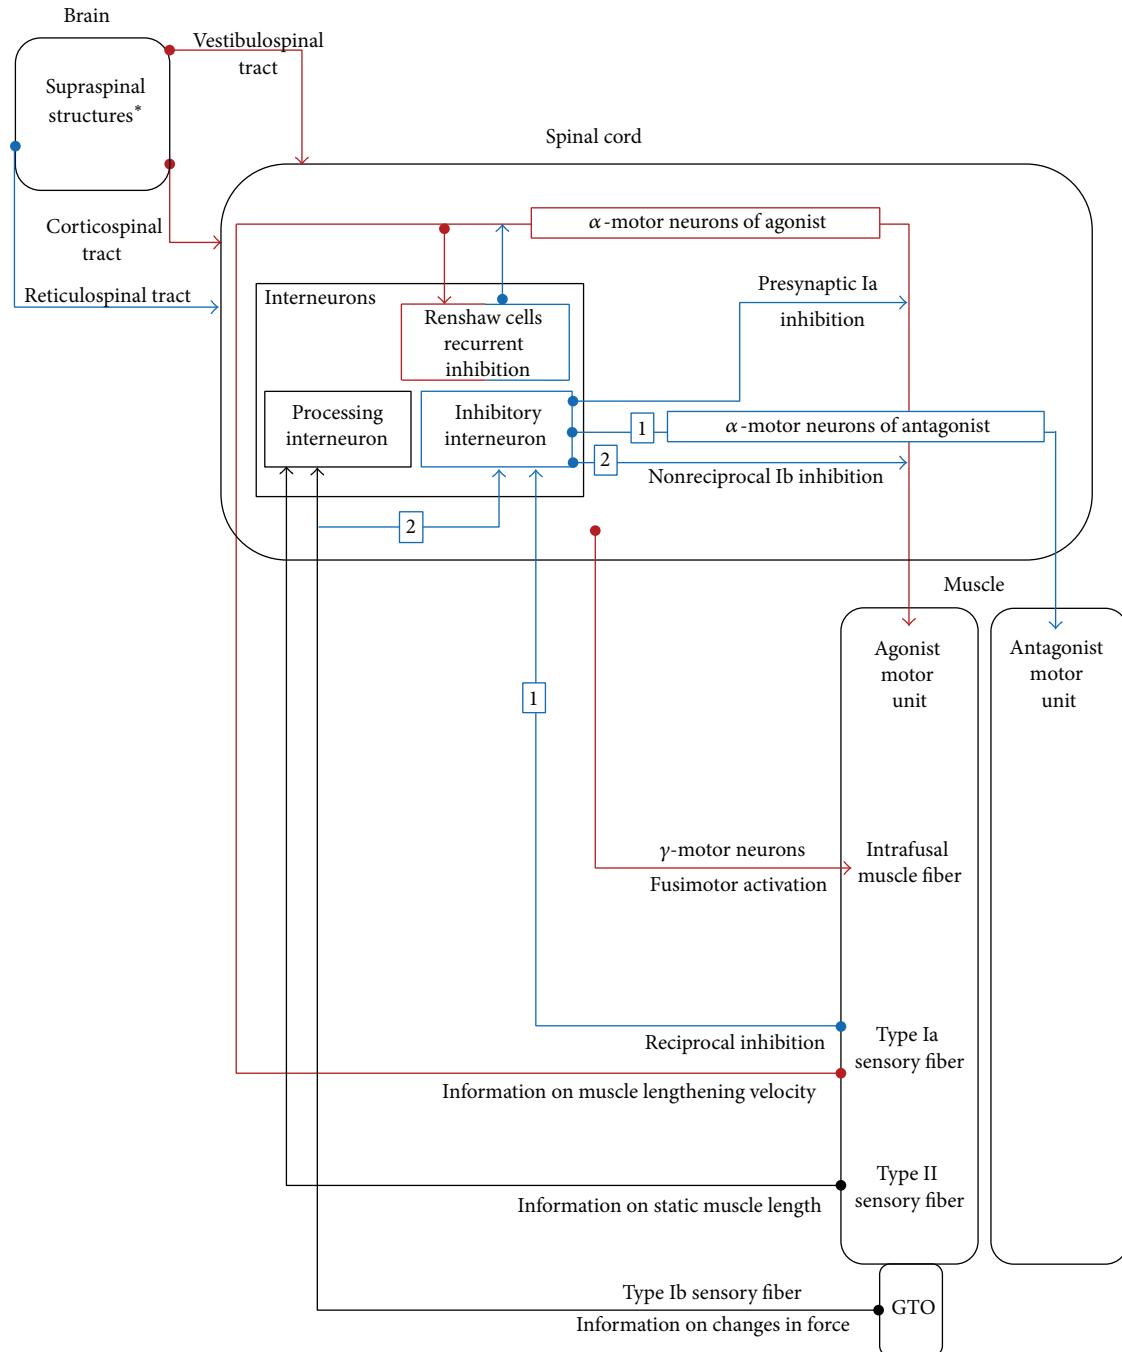 Brain
Vestibulospinal
tract
Supraspinal
structures*
Spinal cord
Corticospinal
tract
Reticulospinal tract
α-motor neurons of agonist
Interneurons
Renshaw cells
recurrent
inhibition
Presynaptic Ia
inhibition
Processing
interneuron
Inhibitory
interneuron
1
α-motor neurons of antagonist
2
Nonreciprocal Ib inhibition
2
Muscle
Agonist
motor
unit
Antagonist
motor
unit
1
γ-motor neurons
Fusimotor activation
Intrafusal
muscle fiber
Reciprocal inhibition
Type Ia
sensory fiber
Information on muscle lengthening velocity
Type II
sensory fiber
Information on static muscle length
Type Ib sensory fiber
Information on changes in force
GTO